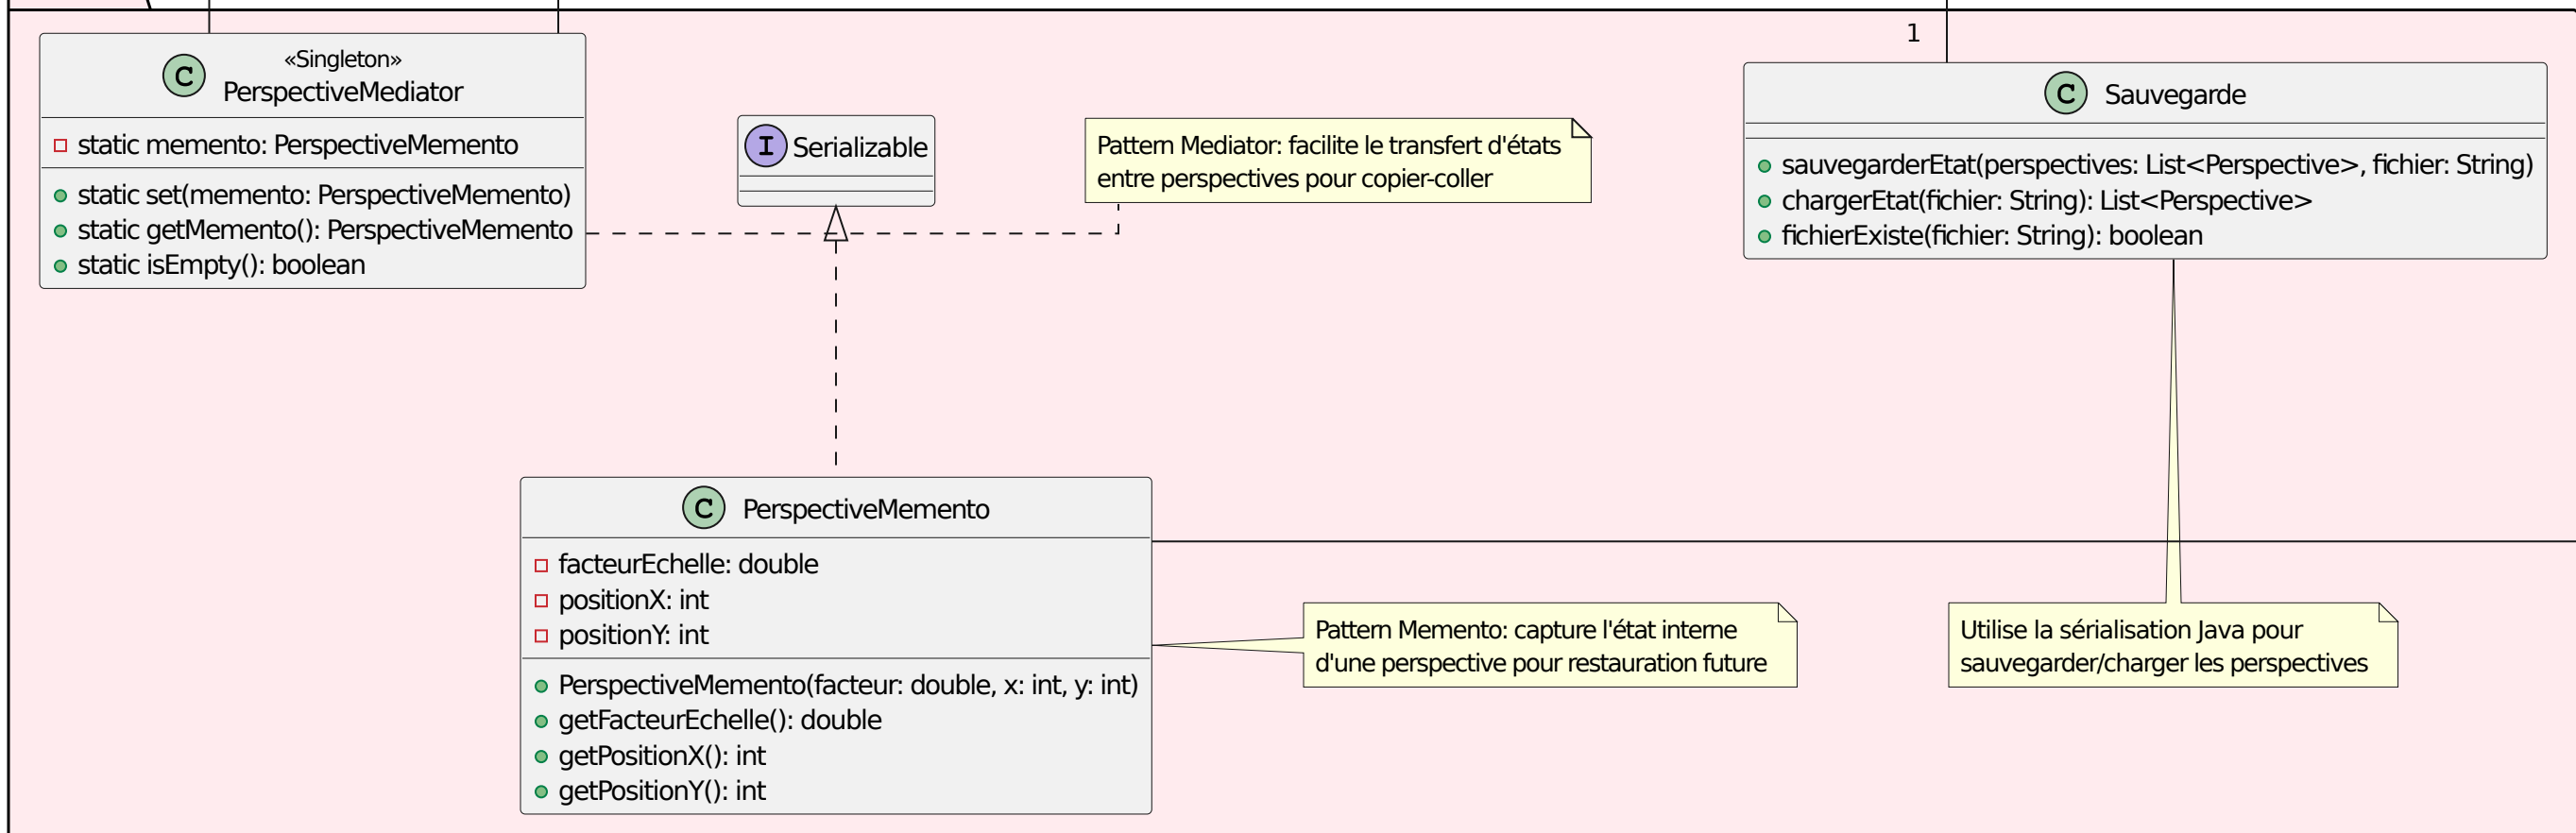 «Singleton»
C
PerspectiveMediator
static memento: PerspectiveMemento
static set(memento: PerspectiveMemento)
static getMemento(): PerspectiveMemento
static isEmpty(): boolean
I Serializable
Pattern Mediator: facilite le transfert d'états
entre perspectives pour copier-coller
1
C Sauvegarde
sauvegarderEtat(perspectives: List<Perspective>, fichier: String)
chargerEtat(fichier: String): List<Perspective>
fichierExiste(fichier: String): boolean
C PerspectiveMemento
facteurEchelle: double
positionX: int
positionY: int
PerspectiveMemento(facteur: double, x: int, y: int)
getFacteurEchelle(): double
getPositionX(): int
getPositionY(): int
Pattern Memento: capture l'état interne
d'une perspective pour restauration future
Utilise la sérialisation Java pour
sauvegarder/charger les perspectives